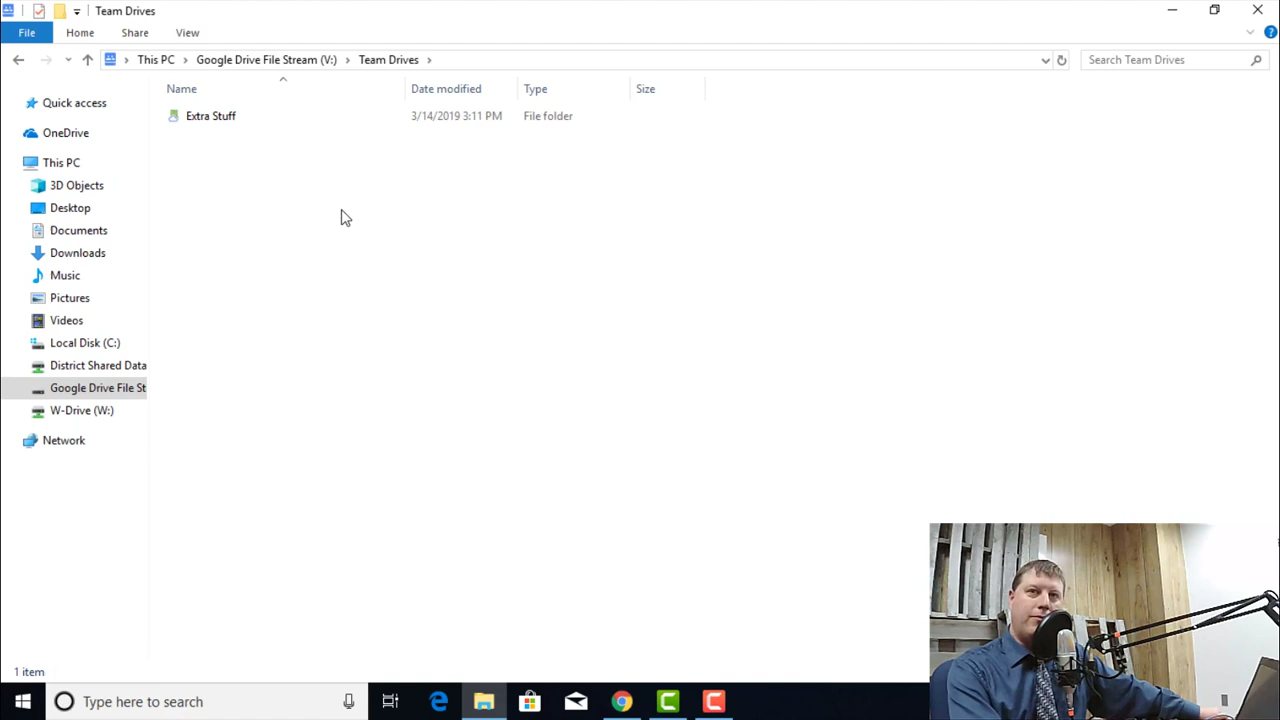 Team Drives
File Home Share View
This PC Google Drive File Stream (V:) Team Drives Search Team Drives
Name Date modified Type Size
Extra Stuff 3/14/2019 3:11 PM File folder
Quick access
OneDrive
This PC
3D Objects
Desktop
Documents
Downloads
Music
Pictures
Videos
Local Disk (C:)
District Shared Data
Google Drive File St
W-Drive (W:)
Network
1 item
Type here to search